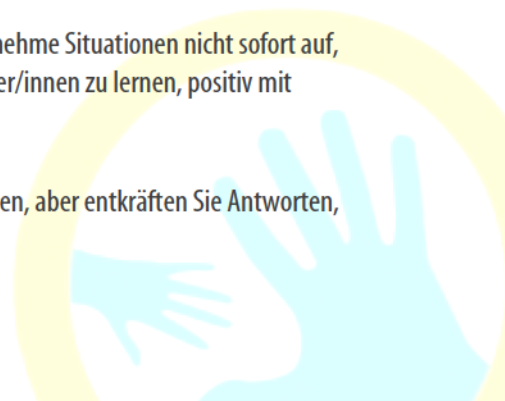 nehme Situationen nicht sofort auf,
er/innen zu lernen, positiv mit
en, aber entkräften Sie Antworten,